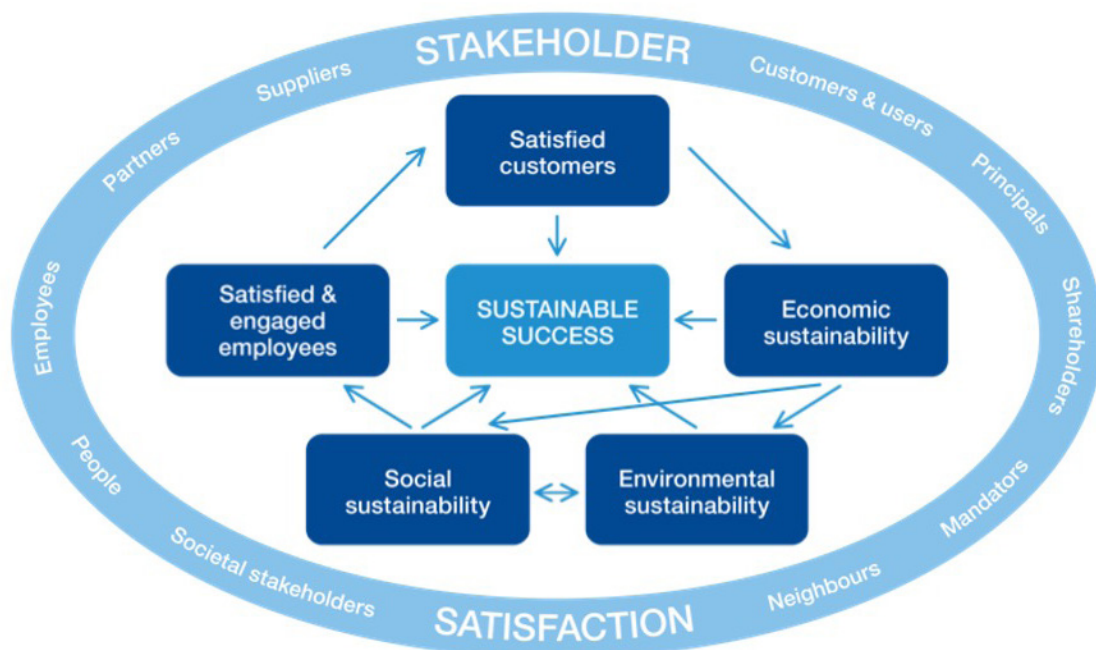 STAKEHOLDER
Suppliers
Customers & users
Partners
Principals
Employees
Shareholders
People
Mandators
Societal stakeholders
Neighbours
SATISFACTION
Satisfied
customers
Satisfied &
engaged
employees
SUSTAINABLE
SUCCESS
Economic
sustainability
Social
sustainability
Environmental
sustainability